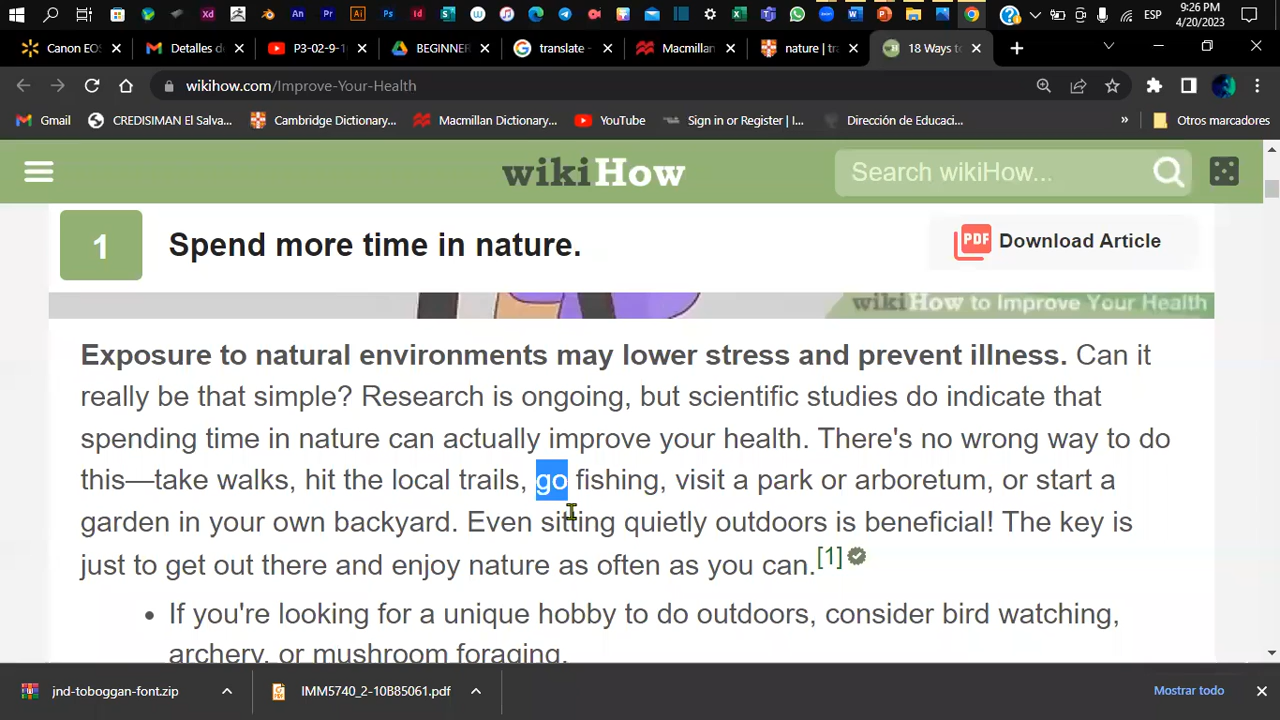 9:26 PM
ESP
4/20/2023
Canon EOS
Detalles de
P3-02-9-1
BEGINNER
translate -
Macmillan
nature | tra
18 Ways to
wikihow.com/Improve-Your-Health
Gmail
CREDISIMAN El Salva...
Cambridge Dictionary...
Macmillan Dictionary,...
YouTube
Sign in or Register | I...
Dirección de Educaci...
»
Otros marcadores
wikiHow
Search wikiHow...
1
Spend more time in nature.
PDF Download Article
wikiHow to Improve Your Health
Exposure to natural environments may lower stress and prevent illness. Can it
really be that simple? Research is ongoing, but scientific studies do indicate that
spending time in nature can actually improve your health. There's no wrong way to do
this—take walks, hit the local trails, go fishing, visit a park or arboretum, or start a
garden in your own backyard. Even sitting quietly outdoors is beneficial! The key is
just to get out there and enjoy nature as often as you can.[1]
• If you're looking for a unique hobby to do outdoors, consider bird watching,
archery, or mushroom foraging.
jnd-toboggan-font.zip
IMM5740_2-10B85061.pdf
Mostrar todo